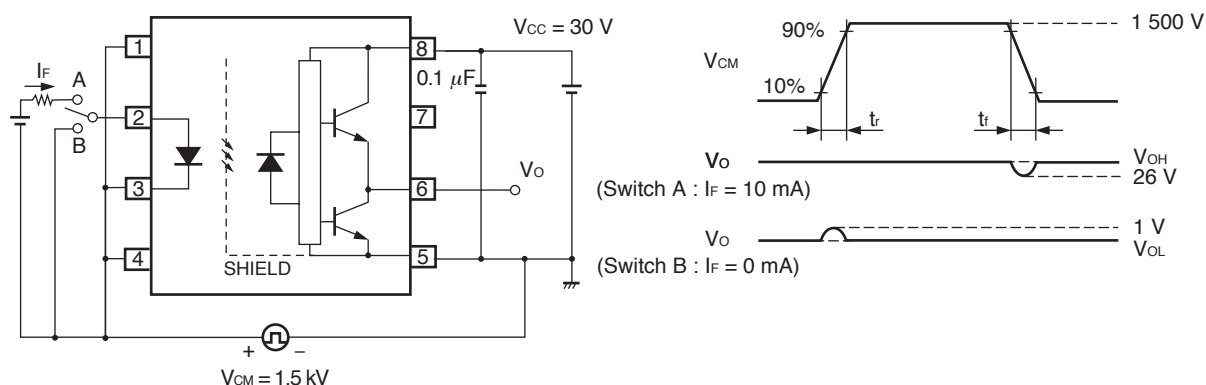 VCC = 30 V
1
8
IF
A
0.1 μF
2
7
B
3
6
VO
4
SHIELD
5
+ −
VCM = 1.5 kV
90%
1 500 V
VCM
10%
tr
tf
VO
VOH
(Switch A : IF = 10 mA)
26 V
1 V
VO
VOL
(Switch B : IF = 0 mA)